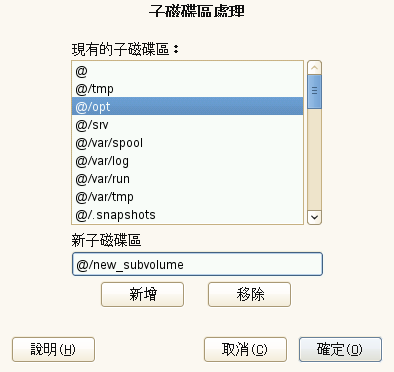 子磁碟區處理
現有的子磁碟區：
@
@/tmp
@/opt
@/srv
@/var/spool
@/var/log
@/var/run
@/var/tmp
@/.snapshots
新子磁碟區
@/new_subvolume
新增 移除
說明(H) 取消(C) 確定(O)